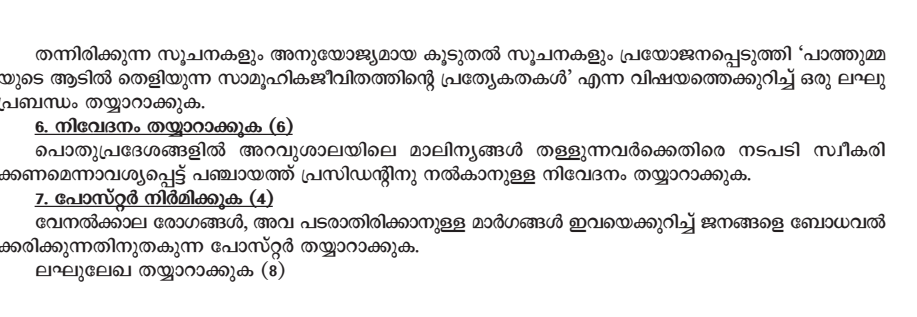 തന്നിരിക്കുന്ന സൂചനകളും അനുയോജ്യമായ കൂടുതൽ സൂചനകളും പ്രയോജനപ്പെടുത്തി ‘പാത്തുമ്മ
യുടെ ആടിൽ തെളിയുന്ന സാമൂഹികജീവിതത്തിന്റെ പ്രത്യേകതകൾ’ എന്ന വിഷയത്തെക്കുറിച്ച് ഒരു ലഘു
പ്രബന്ധം തയ്യാറാക്കുക.
6. നിവേദനം തയ്യാറാക്കുക (6)
പൊതുപ്രദേശങ്ങളിൽ അറവുശാലയിലെ മാലിന്യങ്ങൾ തള്ളുന്നവർക്കെതിരെ നടപടി സ്വീകരി
ക്കണമെന്നാവശ്യപ്പെട്ട് പഞ്ചായത്ത് പ്രസിഡന്റിനു നൽകാനുള്ള നിവേദനം തയ്യാറാക്കുക.
7. പോസ്റ്റർ നിർമിക്കുക (4)
വേനൽക്കാല രോഗങ്ങൾ, അവ പടരാതിരിക്കാനുള്ള മാർഗങ്ങൾ ഇവയെക്കുറിച്ച് ജനങ്ങളെ ബോധവൽ
ക്കരിക്കുന്നതിനുതകുന്ന പോസ്റ്റർ തയ്യാറാക്കുക.
ലഘുലേഖ തയ്യാറാക്കുക (8)